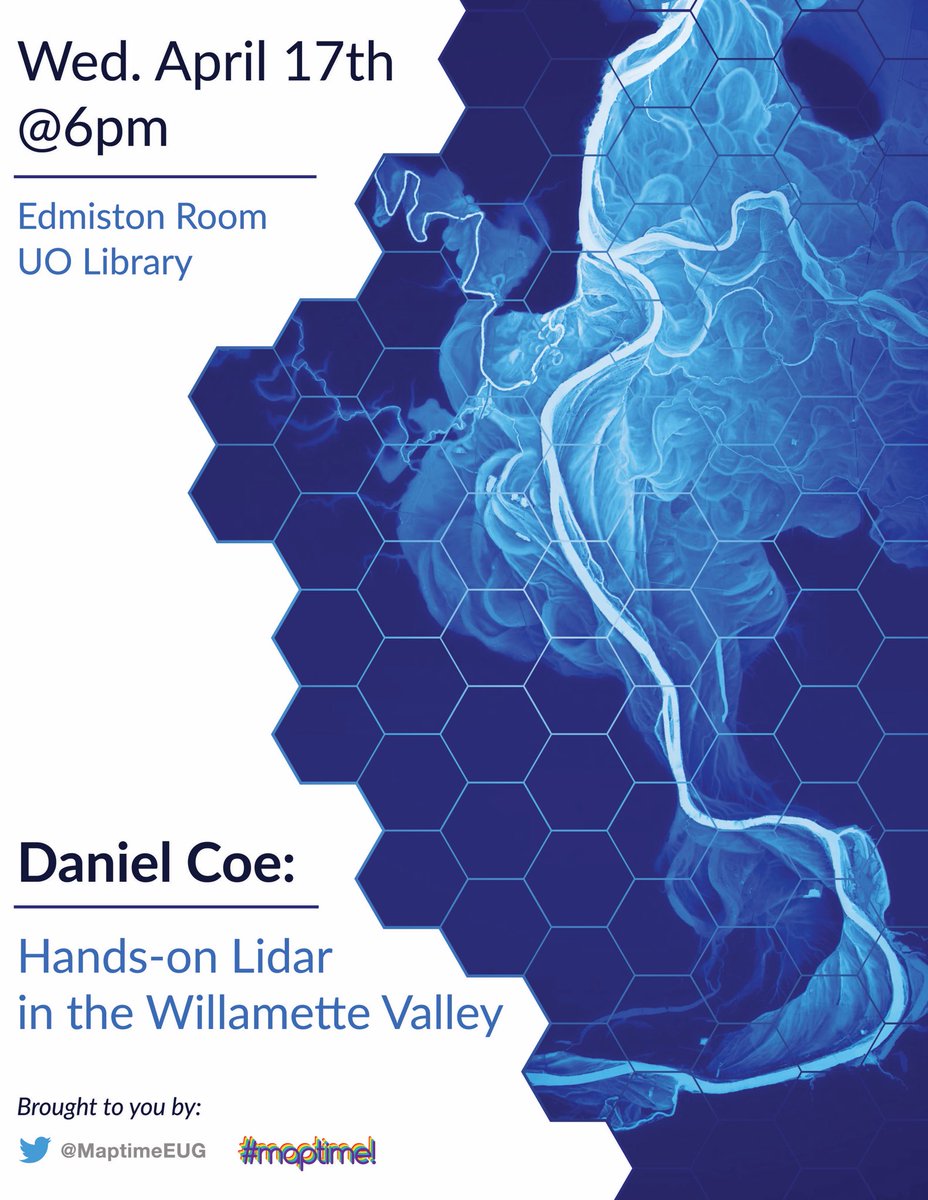 Wed. April 17th
@6pm
Edmiston Room
UO Library
Daniel Coe:
Hands-on Lidar
in the Willamette Valley
Brought to you by:
@MaptimeEUG #maptime!